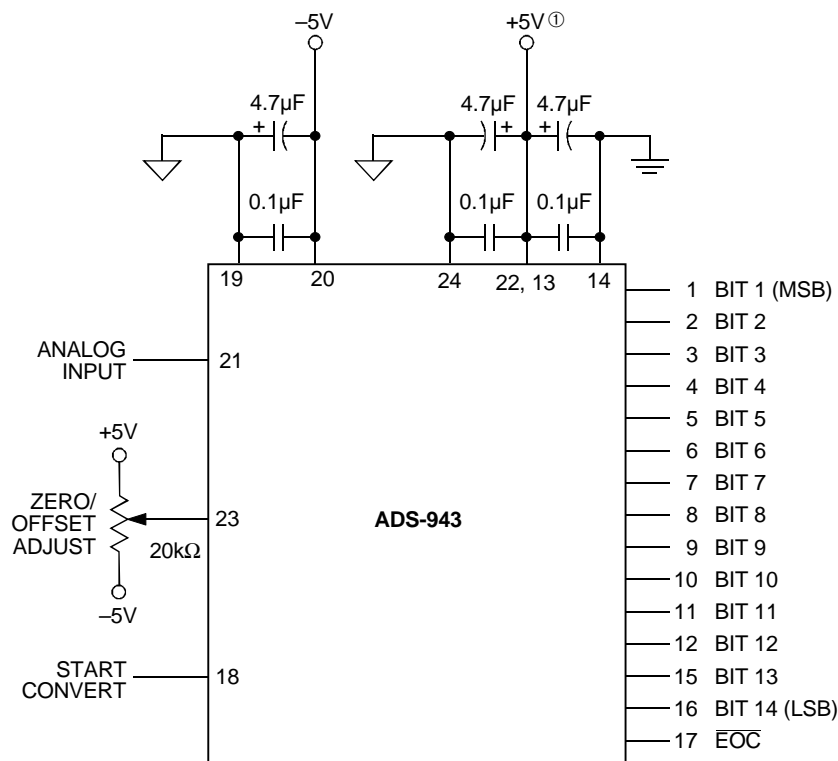 –5V
+5V ①
4.7µF
4.7µF 4.7µF
+
+ +
0.1µF
0.1µF 0.1µF
19 20 24 22, 13 14
ANALOG
INPUT
21
+5V
ZERO/
OFFSET
ADJUST
20kΩ
23
–5V
START
CONVERT
18
ADS-943
1 BIT 1 (MSB)
2 BIT 2
3 BIT 3
4 BIT 4
5 BIT 5
6 BIT 6
7 BIT 7
8 BIT 8
9 BIT 9
10 BIT 10
11 BIT 11
12 BIT 12
15 BIT 13
16 BIT 14 (LSB)
17 E̅O̅C̅